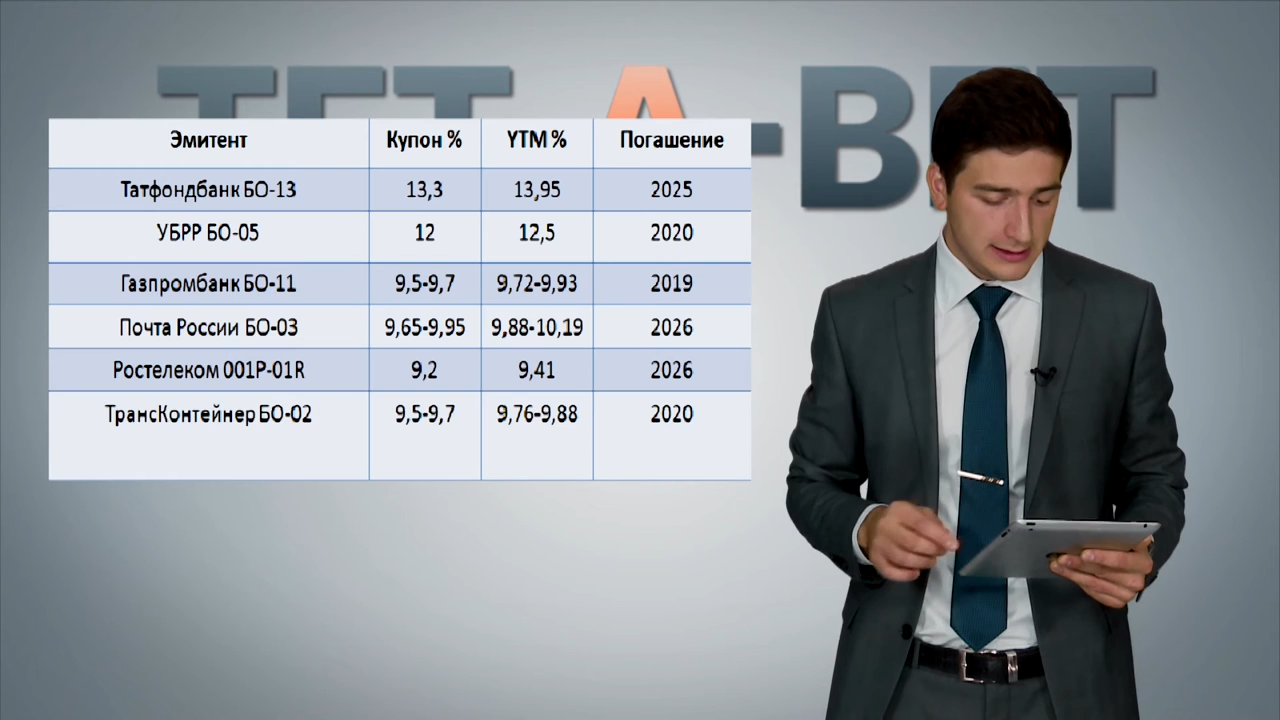 ТЕТ-А-ВЕТ
Эмитент Купон % YTM % Погашение
Татфондбанк БО-13 13,3 13,95 2025
УБРР БО-05 12 12,5 2020
Газпромбанк БО-11 9,5-9,7 9,72-9,93 2019
Почта России БО-03 9,65-9,95 9,88-10,19 2026
Ростелеком 001P-01R 9,2 9,41 2026
ТрансКонтейнер БО-02 9,5-9,7 9,76-9,88 2020